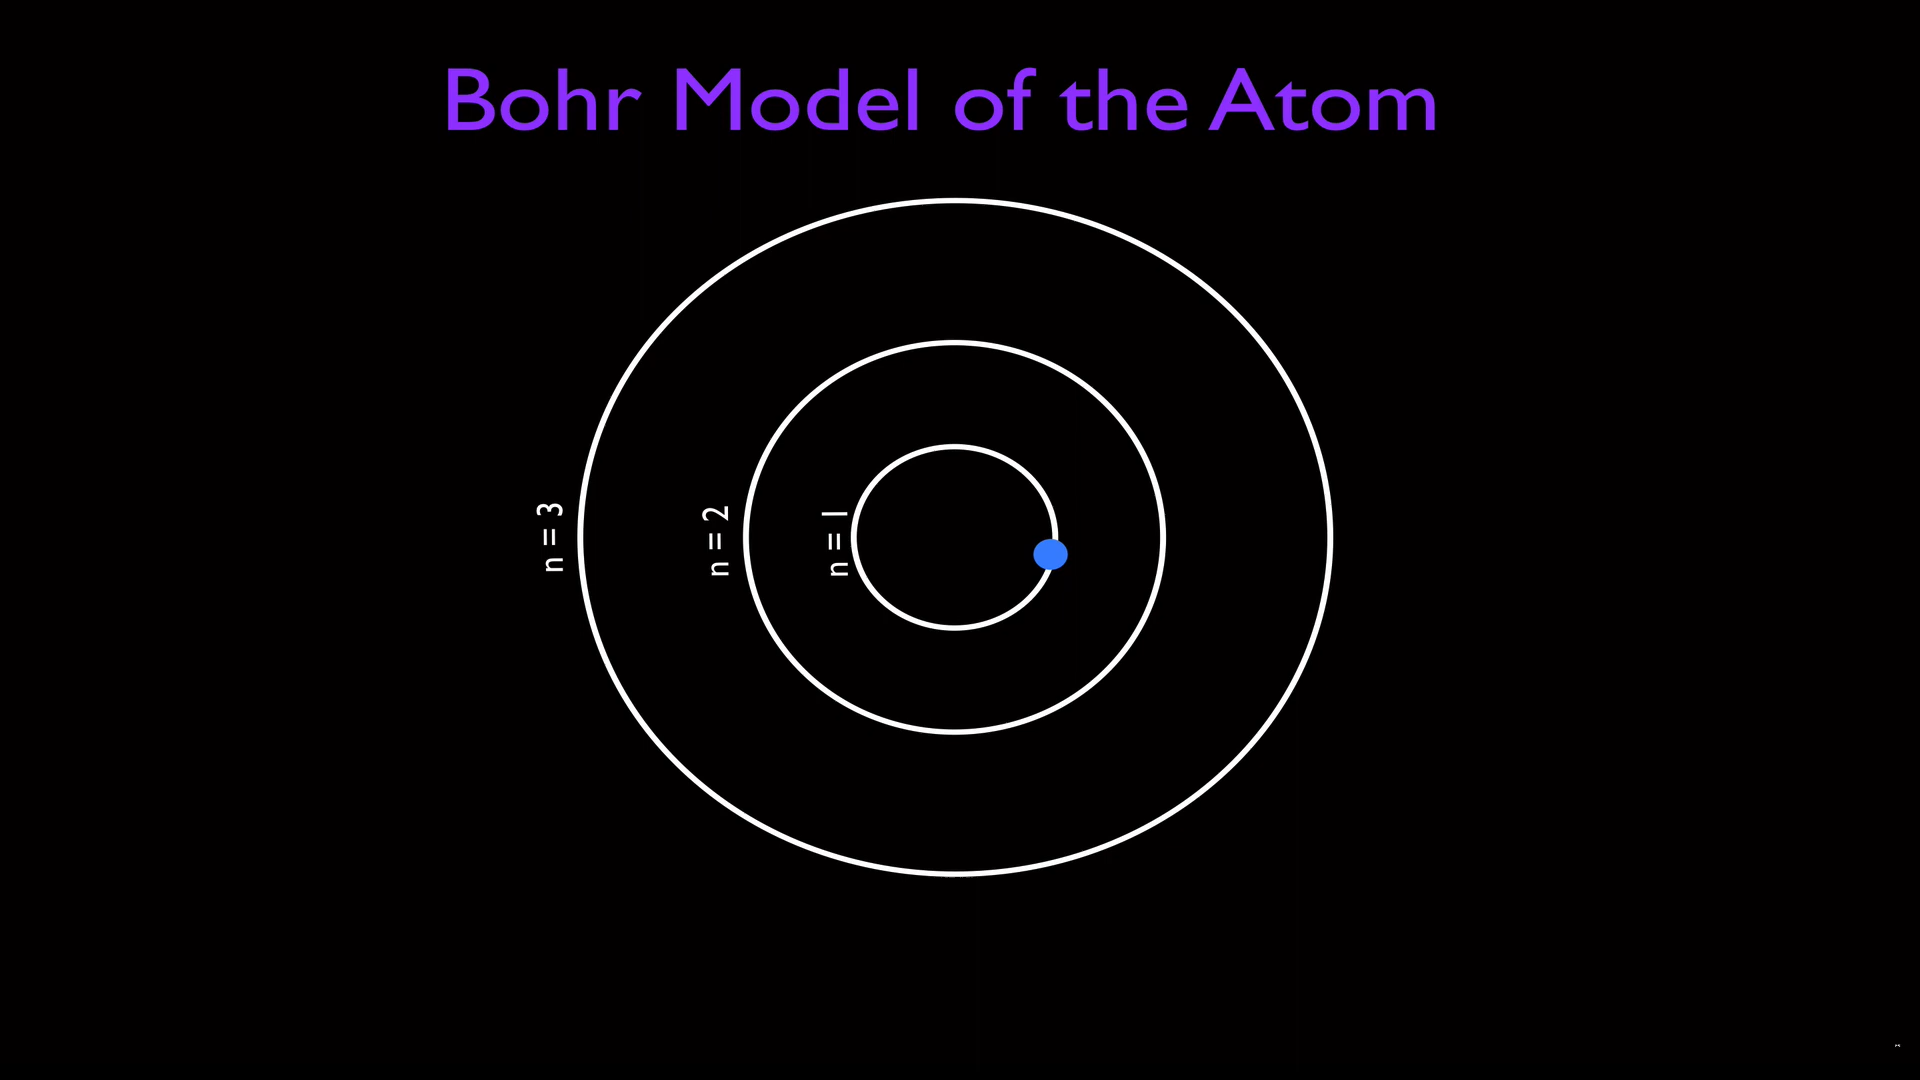 Bohr Model of the Atom
n = 3
n = 2
n = 1